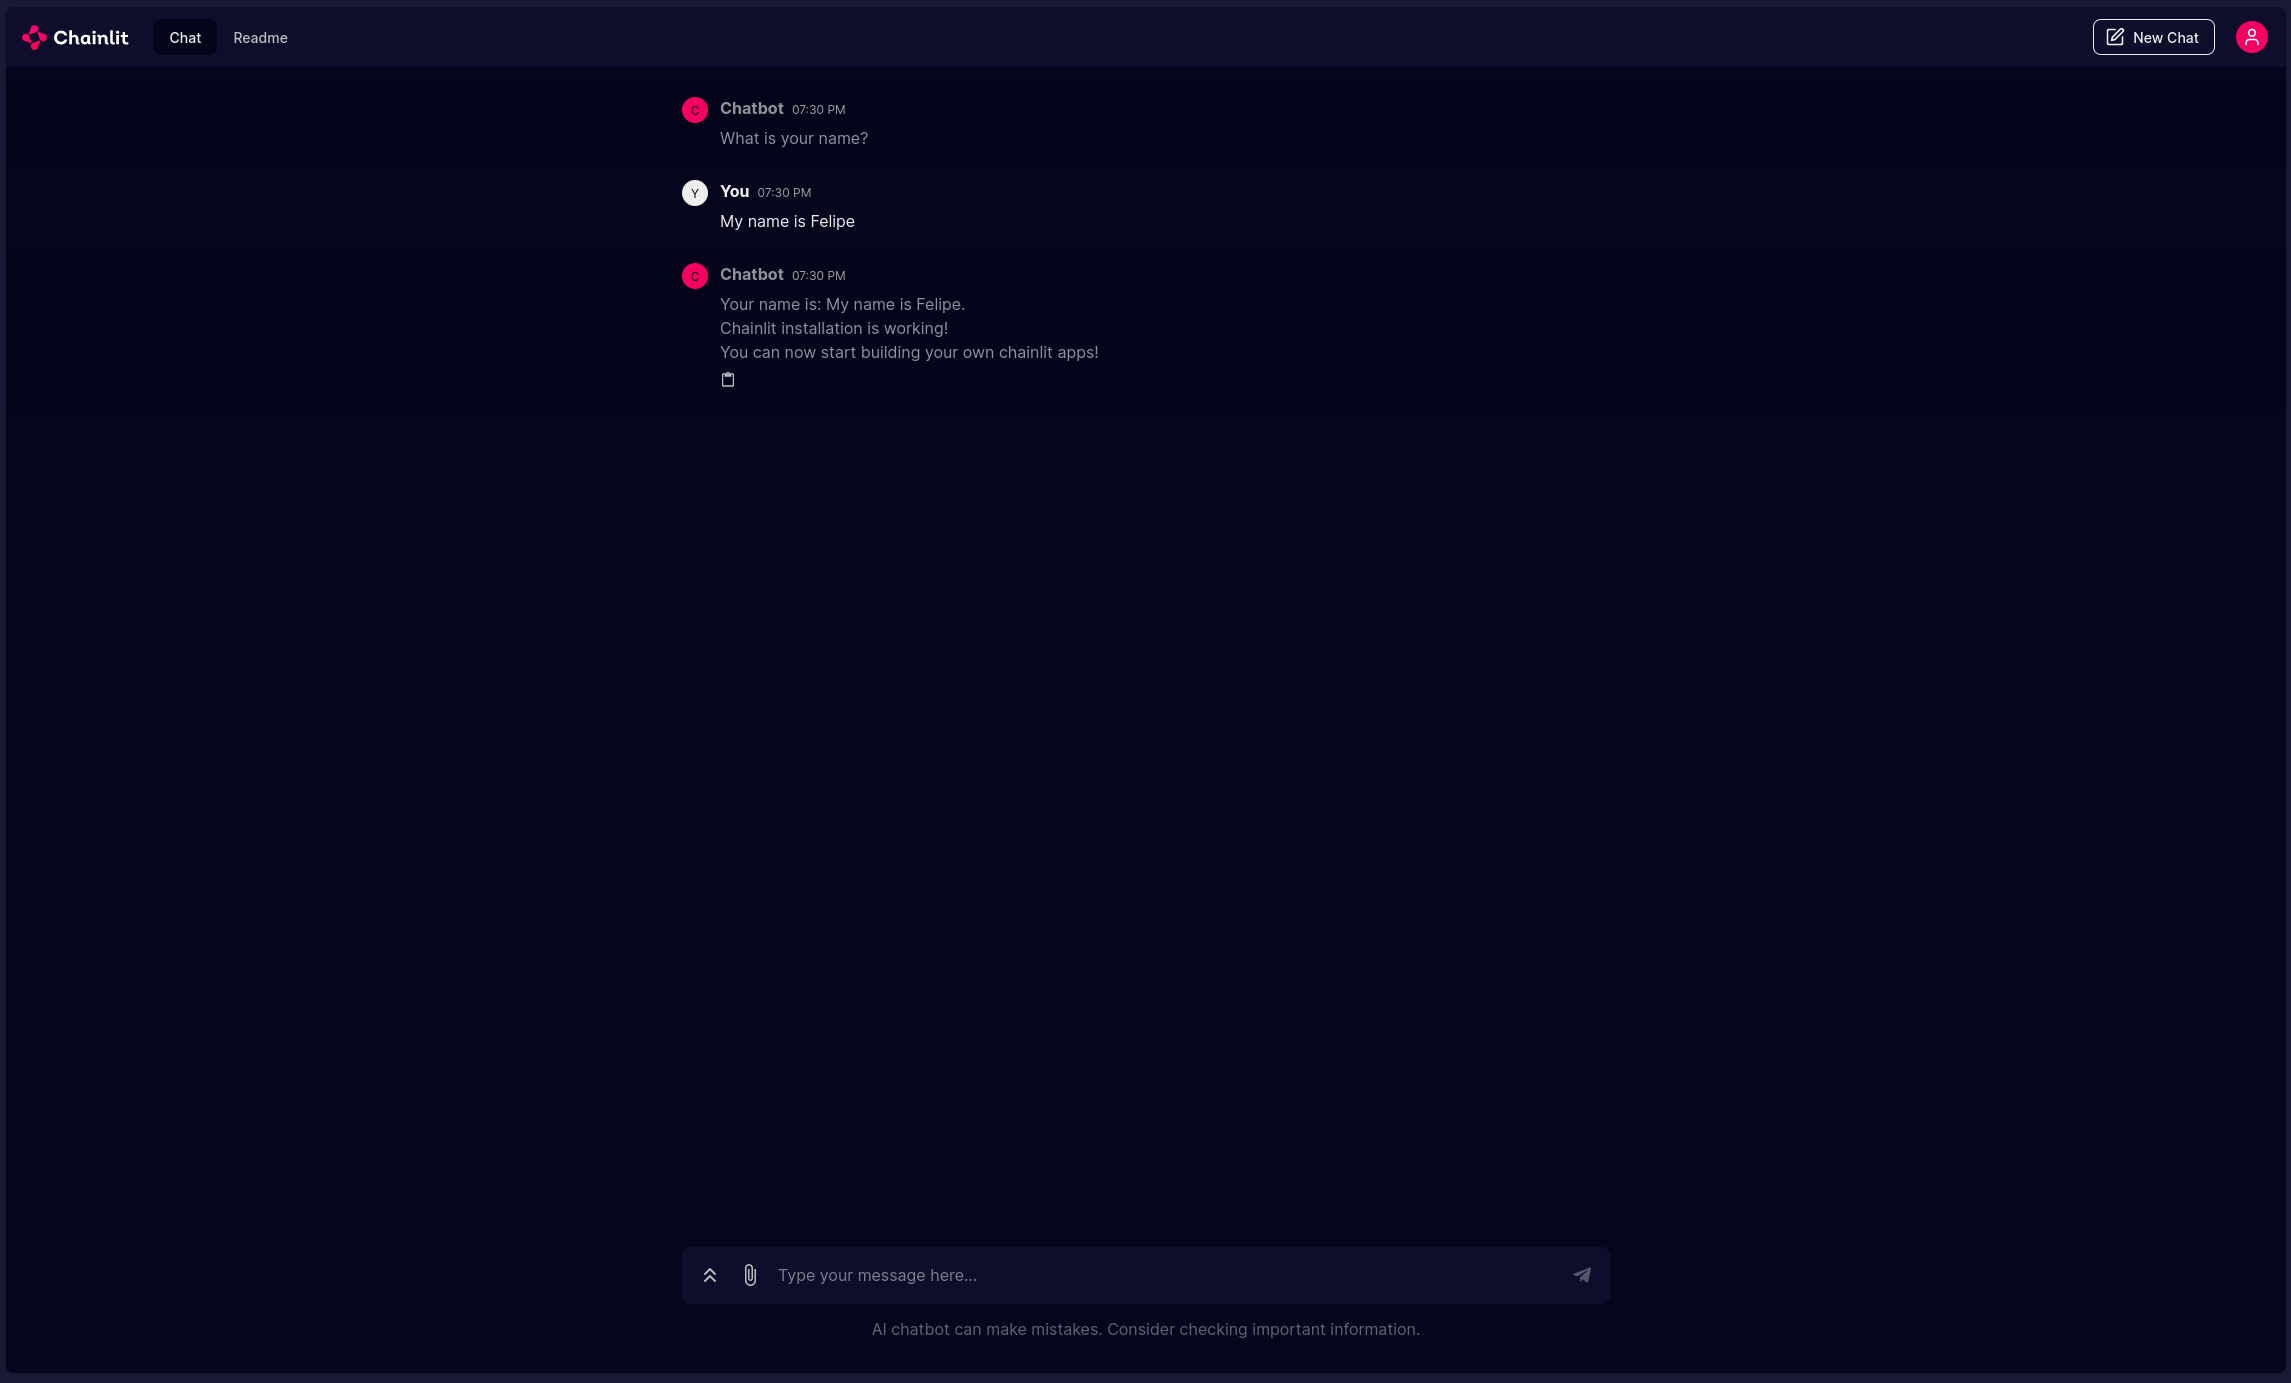 Chainlit
Chat
Readme
New Chat
C
Chatbot 07:30 PM
What is your name?
Y
You 07:30 PM
My name is Felipe
C
Chatbot 07:30 PM
Your name is: My name is Felipe.
Chainlit installation is working!
You can now start building your own chainlit apps!
Type your message here...
AI chatbot can make mistakes. Consider checking important information.